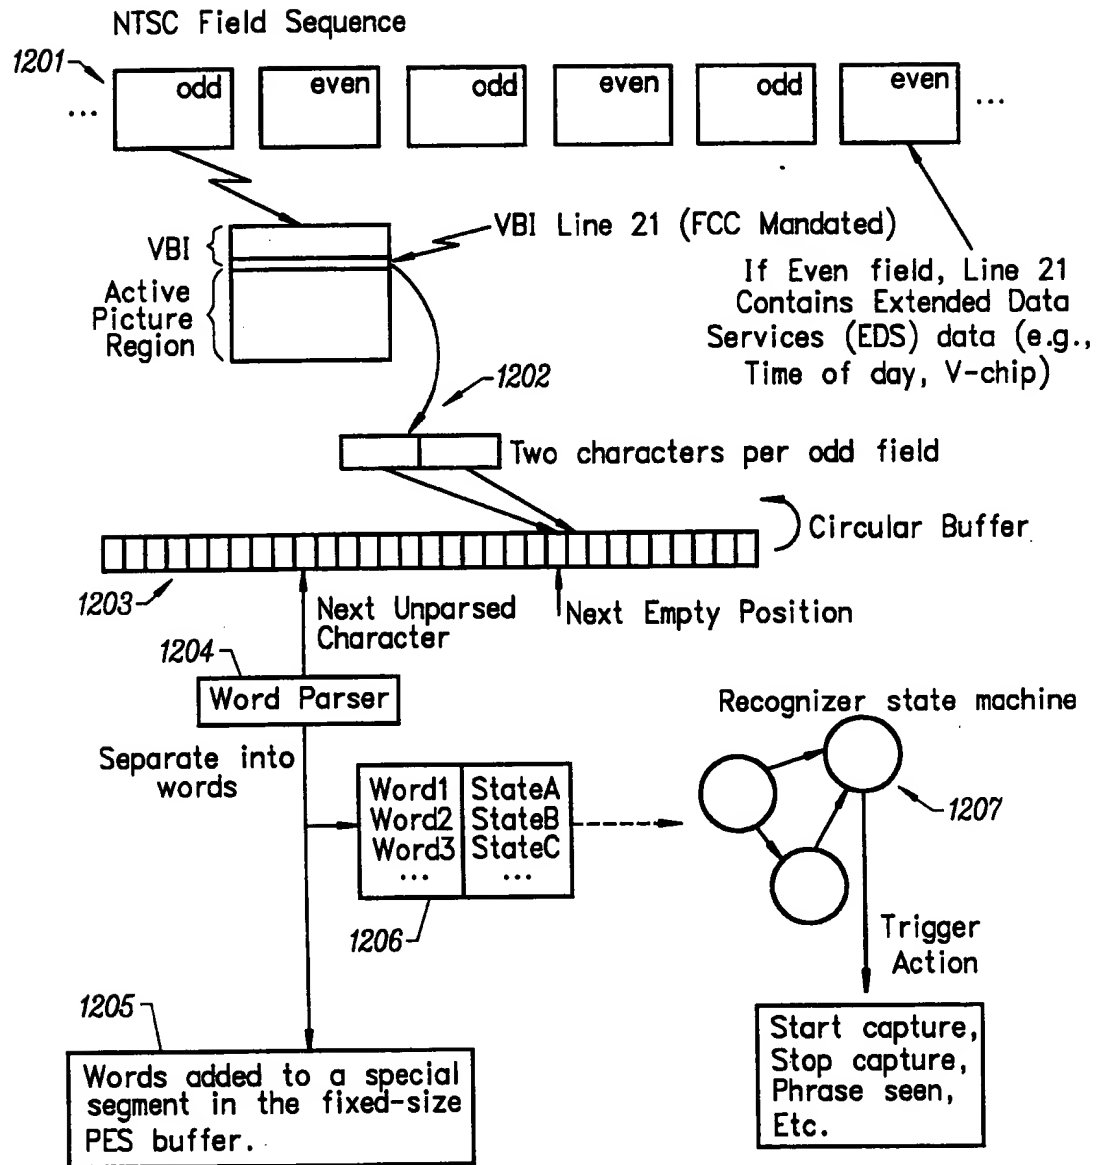 NTSC Field Sequence
1201
... odd even odd even odd even ...
VBI
VBI Line 21 (FCC Mandated)
Active
Picture
Region
If Even field, Line 21
Contains Extended Data
Services (EDS) data (e.g.,
Time of day, V-chip)
1202
Two characters per odd field
Circular Buffer
1203
Next Unparsed
Character
Next Empty Position
1204
Word Parser
Recognizer state machine
Separate into
words
Word1 StateA
Word2 StateB
Word3 StateC
... ...
1207
1206
Trigger
Action
1205
Words added to a special
segment in the fixed-size
PES buffer.
Start capture,
Stop capture,
Phrase seen,
Etc.